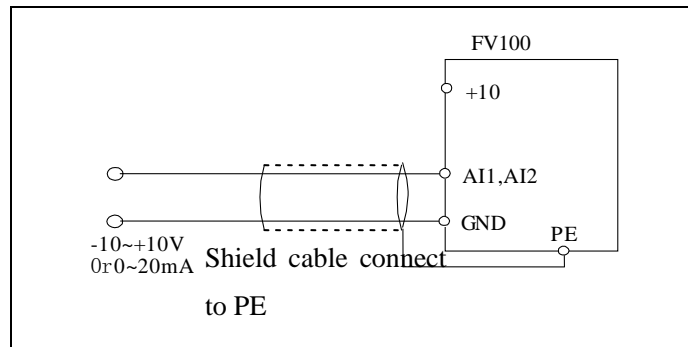 FV100
+10
AI1,AI2
GND
PE
-10~+10V
0r0~20mA
Shield cable connect
to PE